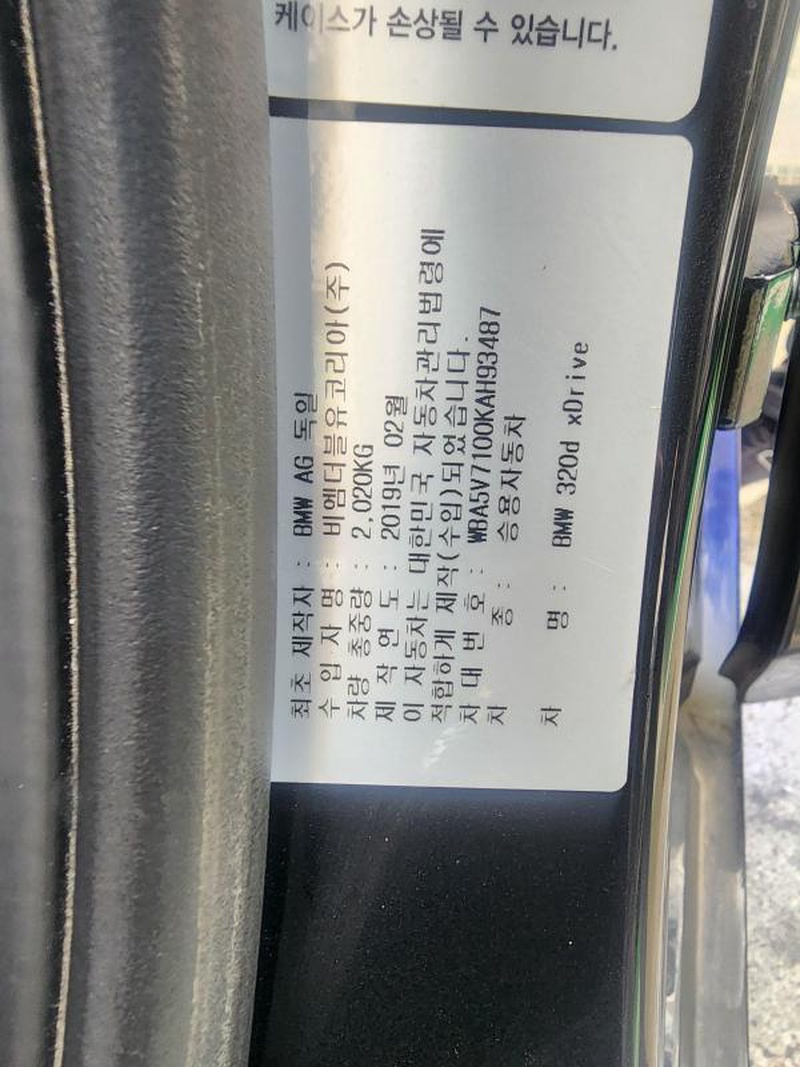 케이스가 손상될 수 있습니다.
최초 제작자 : BMW AG 독일
수 입 자 명 : 비엠더블유코리아(주)
차량 총중량 : 2,020KG
제 작 연 도 : 2019년 02월
이 자동차는 대한민국 자동차관리법령에
적합하게 제작(수입)되었습니다.
차 대 번 호 : WBA5V7100KAH93487
차 종 : 승용자동차
차 명 : BMW 320d xDrive